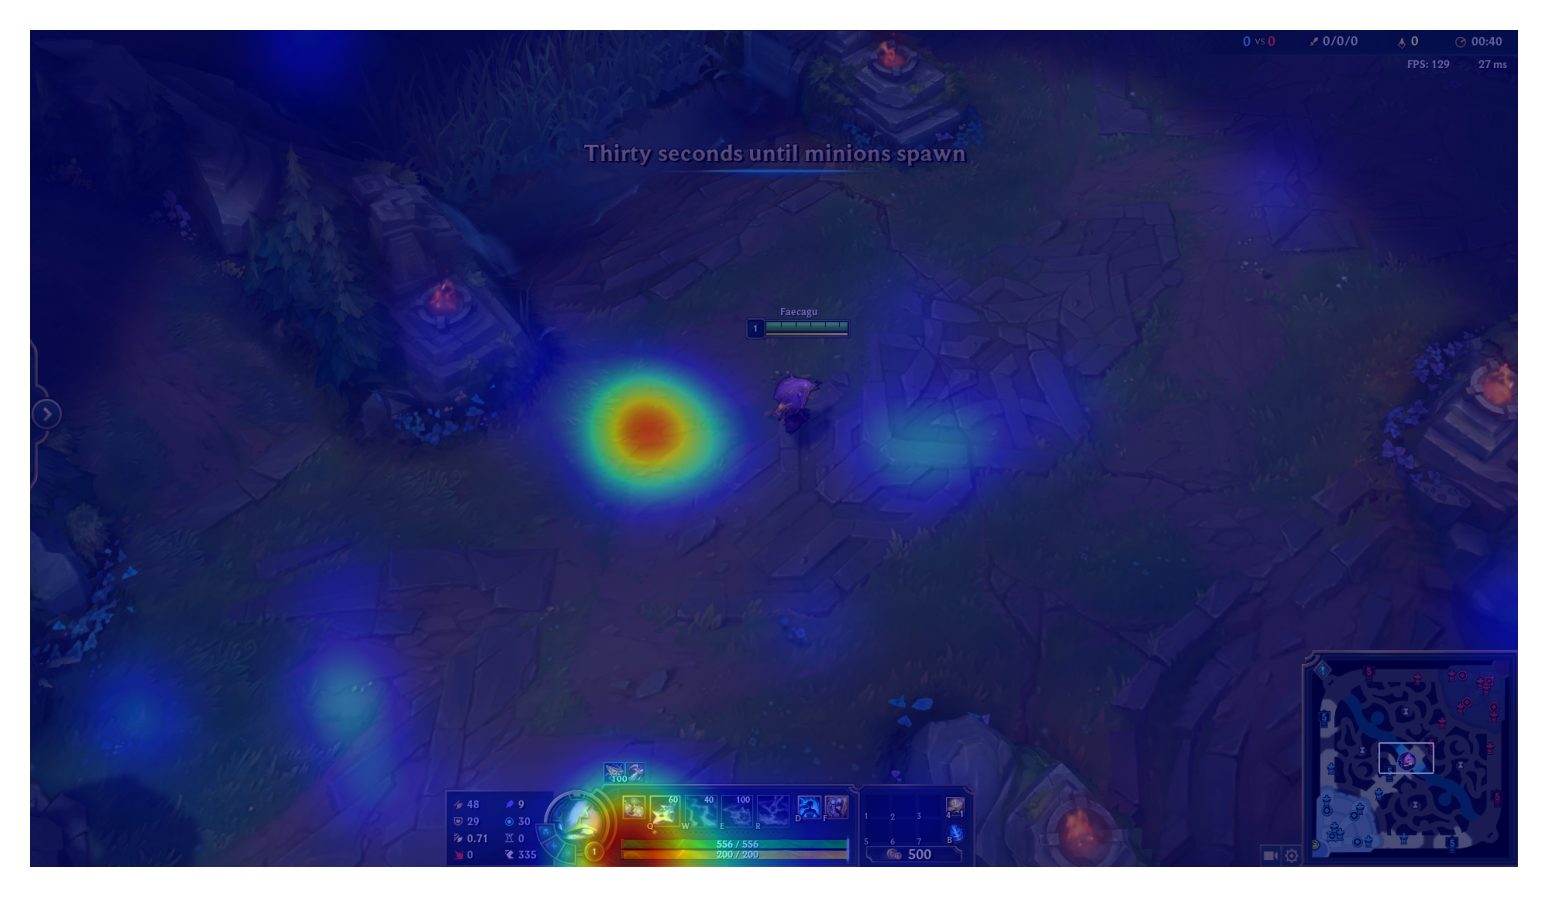 0 vs 0 0/0/0 0 00:40
FPS: 129 27 ms
Thirty seconds until minions spawn
Faecagu
1
100
48 9
29 30
0.71 0
0 335
1
60 40 100
Q W E R D F
556 / 556
200 / 200
1 2 3 4
5 6 7 B
500